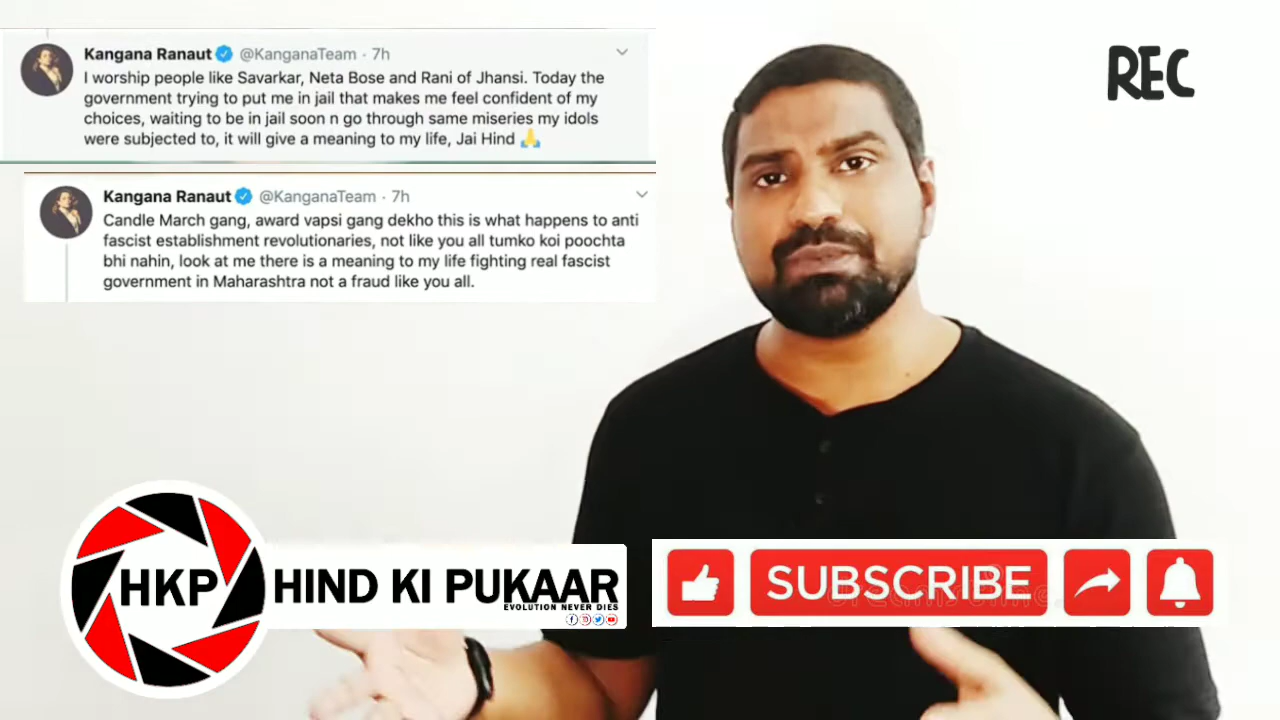 Kangana Ranaut @KanganaTeam · 7h
I worship people like Savarkar, Neta Bose and Rani of Jhansi. Today the
government trying to put me in jail that makes me feel confident of my
choices, waiting to be in jail soon n go through same miseries my idols
were subjected to, it will give a meaning to my life, Jai Hind 🙏
REC
Kangana Ranaut @KanganaTeam · 7h
Candle March gang, award vapsi gang dekho this is what happens to anti
fascist establishment revolutionaries, not like you all tumko koi poochta
bhi nahin, look at me there is a meaning to my life fighting real fascist
government in Maharashtra not a fraud like you all.
HKP
HIND KI PUKAAR
EVOLUTION NEVER DIES
SUBSCRIBE